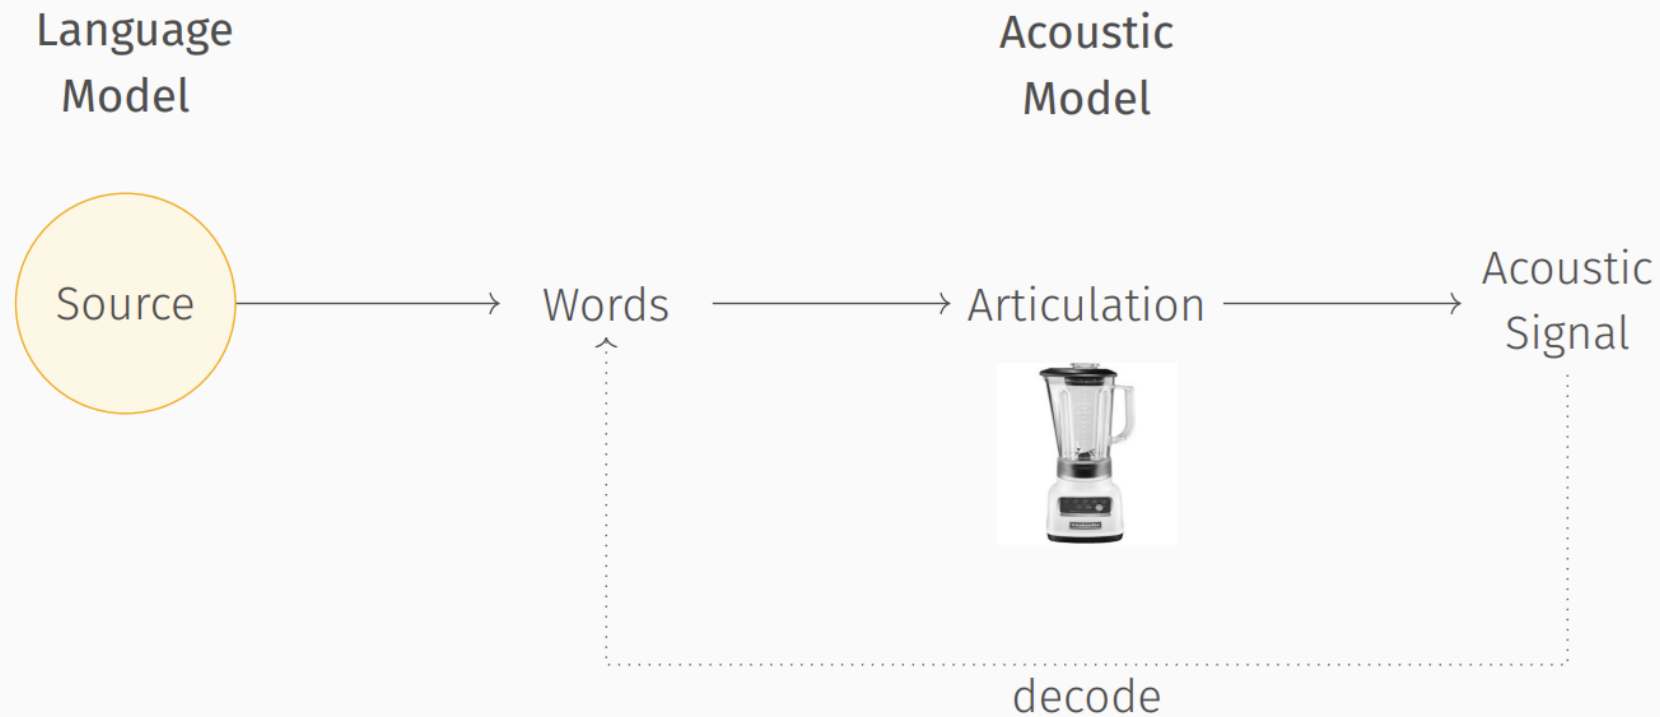 Language
Model
Acoustic
Model
Source
Words
Articulation
Acoustic
Signal
decode